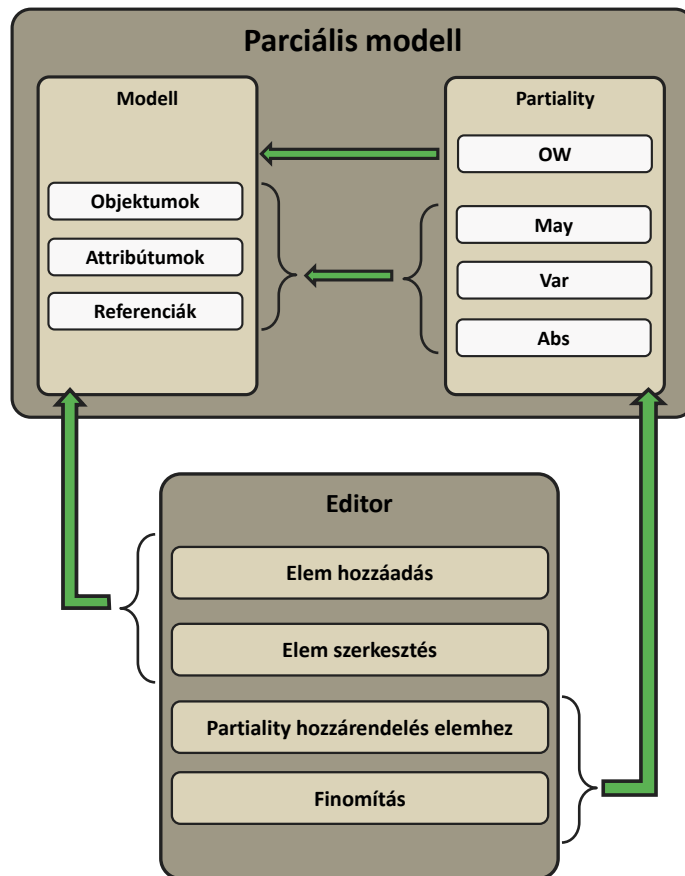 Parciális modell
Modell
Objektumok
Attribútumok
Referenciák
Partiality
OW
May
Var
Abs
Editor
Elem hozzáadás
Elem szerkesztés
Partiality hozzárendelés elemhez
Finomítás